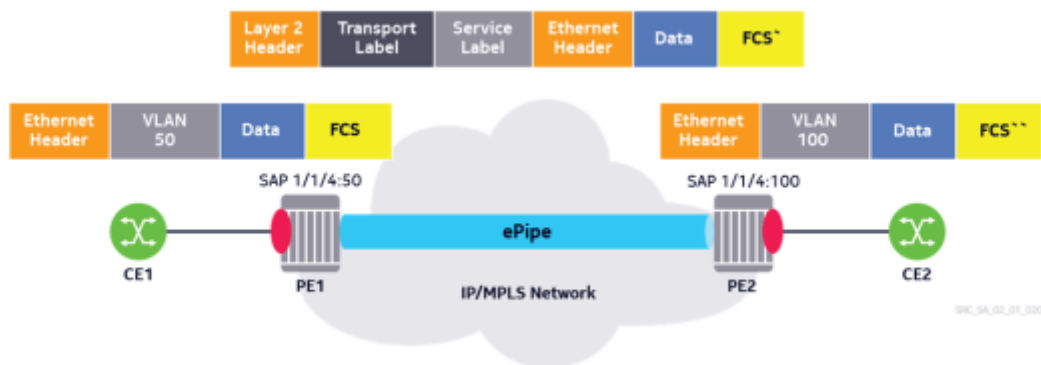 Layer 2 Header
Transport Label
Service Label
Ethernet Header
Data
FCS`
Ethernet Header
VLAN 50
Data
FCS
Ethernet Header
VLAN 100
Data
FCS``
SAP 1/1/4:50
SAP 1/1/4:100
ePipe
CE1
PE1
IP/MPLS Network
PE2
CE2
SRC_SA_02_01_020